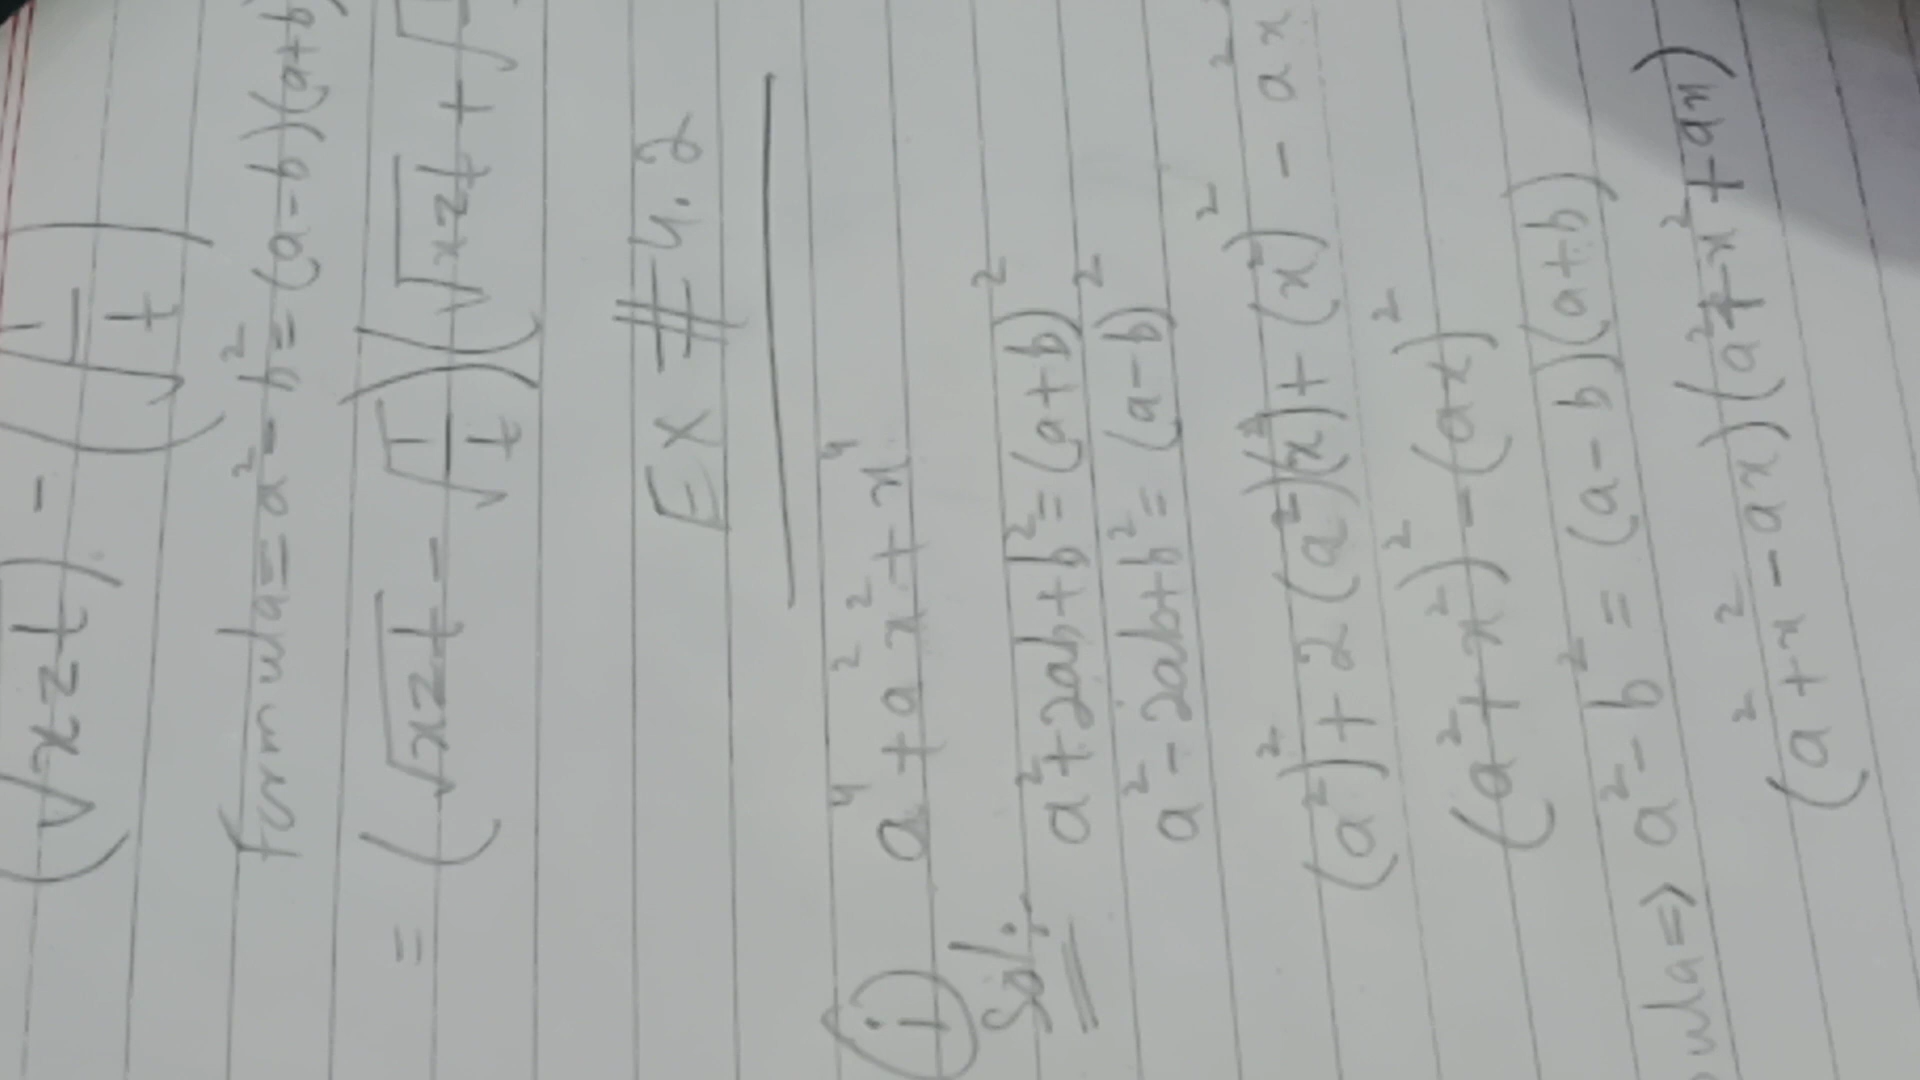 (√xzt)² - (√1/t)²
formula = a² - b² = (a-b)(a+b)
= (√xzt - √1/t)(√xzt + √
Ex # 4.2
(i) a⁴ + a²x² + x⁴
Sol:
a² + 2ab + b² = (a+b)²
a² - 2ab + b² = (a-b)²
(a²)² + 2(a²)(x²) + (x²)² - a²x²
(a² + x²)² - (ax)²
ula => a² - b² = (a-b)(a+b)
(a² + x² - ax)(a² + x² + ax)